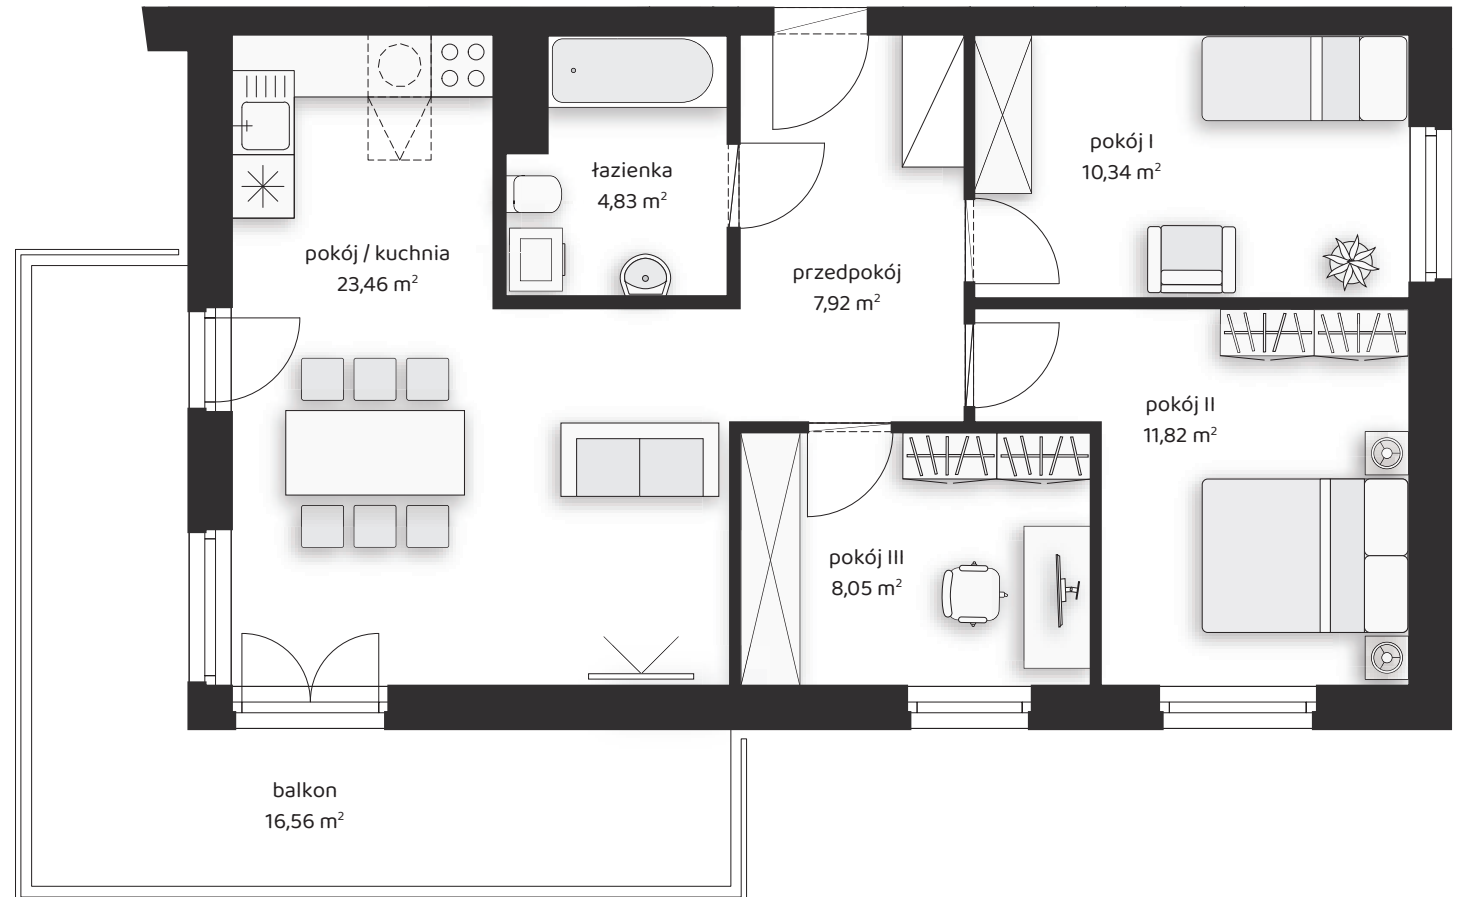 pokój I
10,34 m²
łazienka
4,83 m²
pokój / kuchnia
23,46 m²
przedpokój
7,92 m²
pokój II
11,82 m²
pokój III
8,05 m²
balkon
16,56 m²